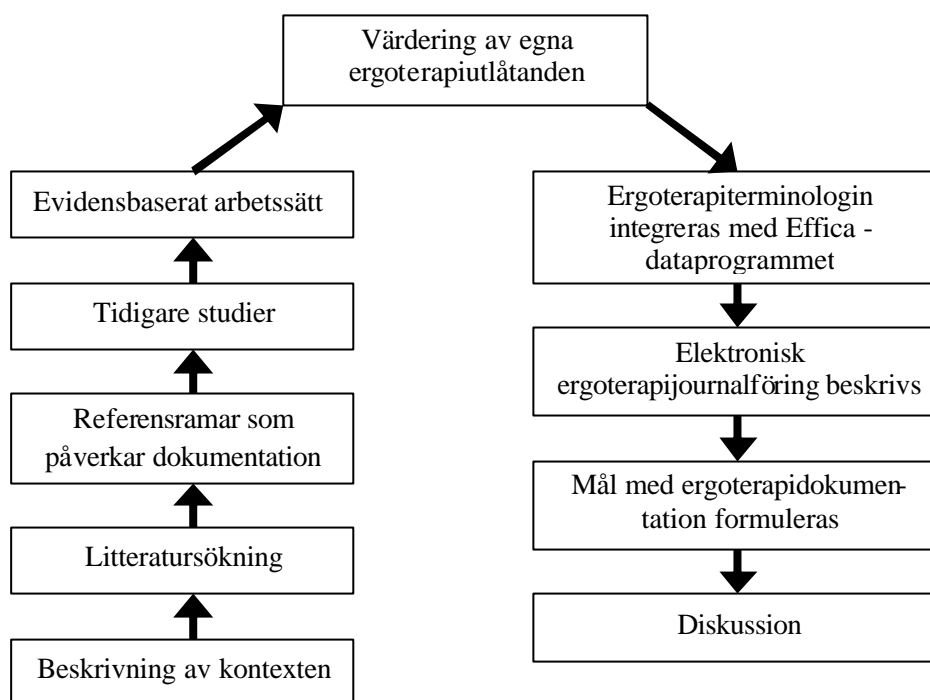 Värdering av egna
ergoterapiutlåtanden
Evidensbaserat arbetssätt
Tidigare studier
Referensramar som
påverkar dokumentation
Litteratursökning
Beskrivning av kontexten
Ergoterapiterminologin
integreras med Effica -
dataprogrammet
Elektronisk
ergoterapijournalföring beskrivs
Mål med ergoterapidokumen-
tation formuleras
Diskussion